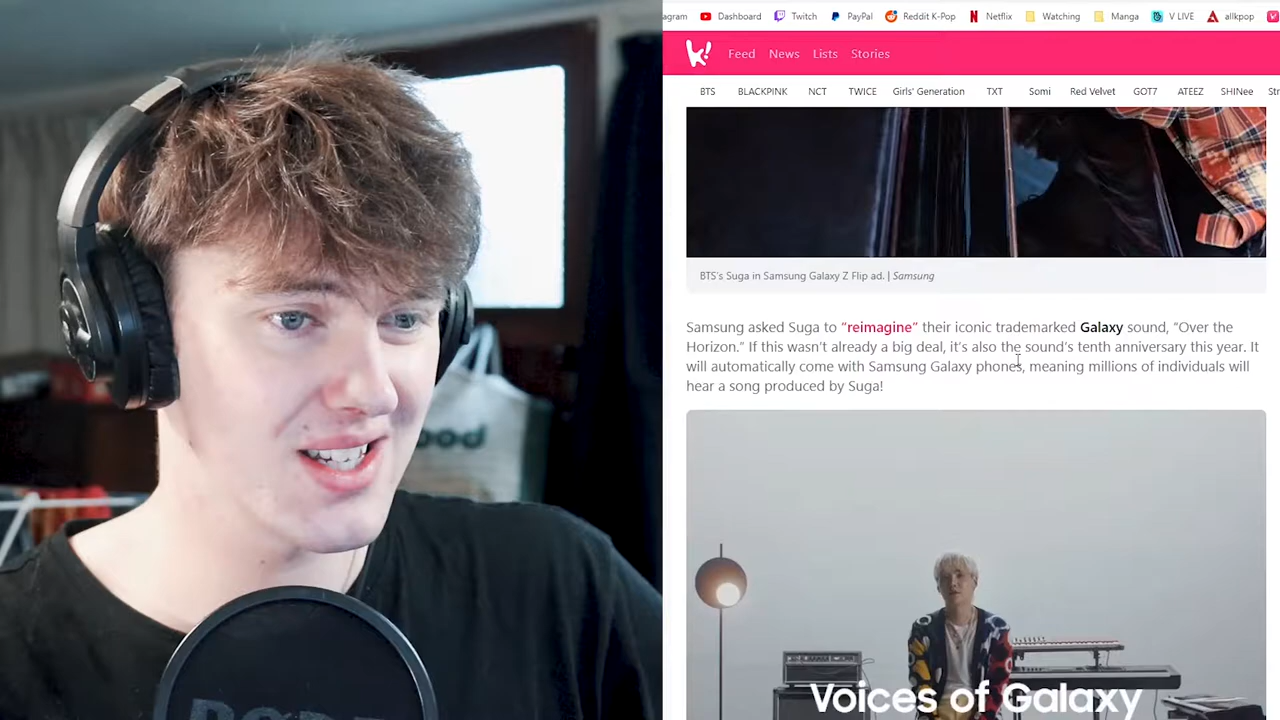 agram Dashboard Twitch PayPal Reddit K-Pop Netflix Watching Manga V LIVE allkpop
k! Feed News Lists Stories
BTS BLACKPINK NCT TWICE Girls' Generation TXT Somi Red Velvet GOT7 ATEEZ SHINee Str
BTS's Suga in Samsung Galaxy Z Flip ad. | Samsung
Samsung asked Suga to “reimagine” their iconic trademarked Galaxy sound, “Over the
Horizon.” If this wasn't already a big deal, it's also the sound's tenth anniversary this year. It
will automatically come with Samsung Galaxy phones, meaning millions of individuals will
hear a song produced by Suga!
Voices of Galaxy
ood